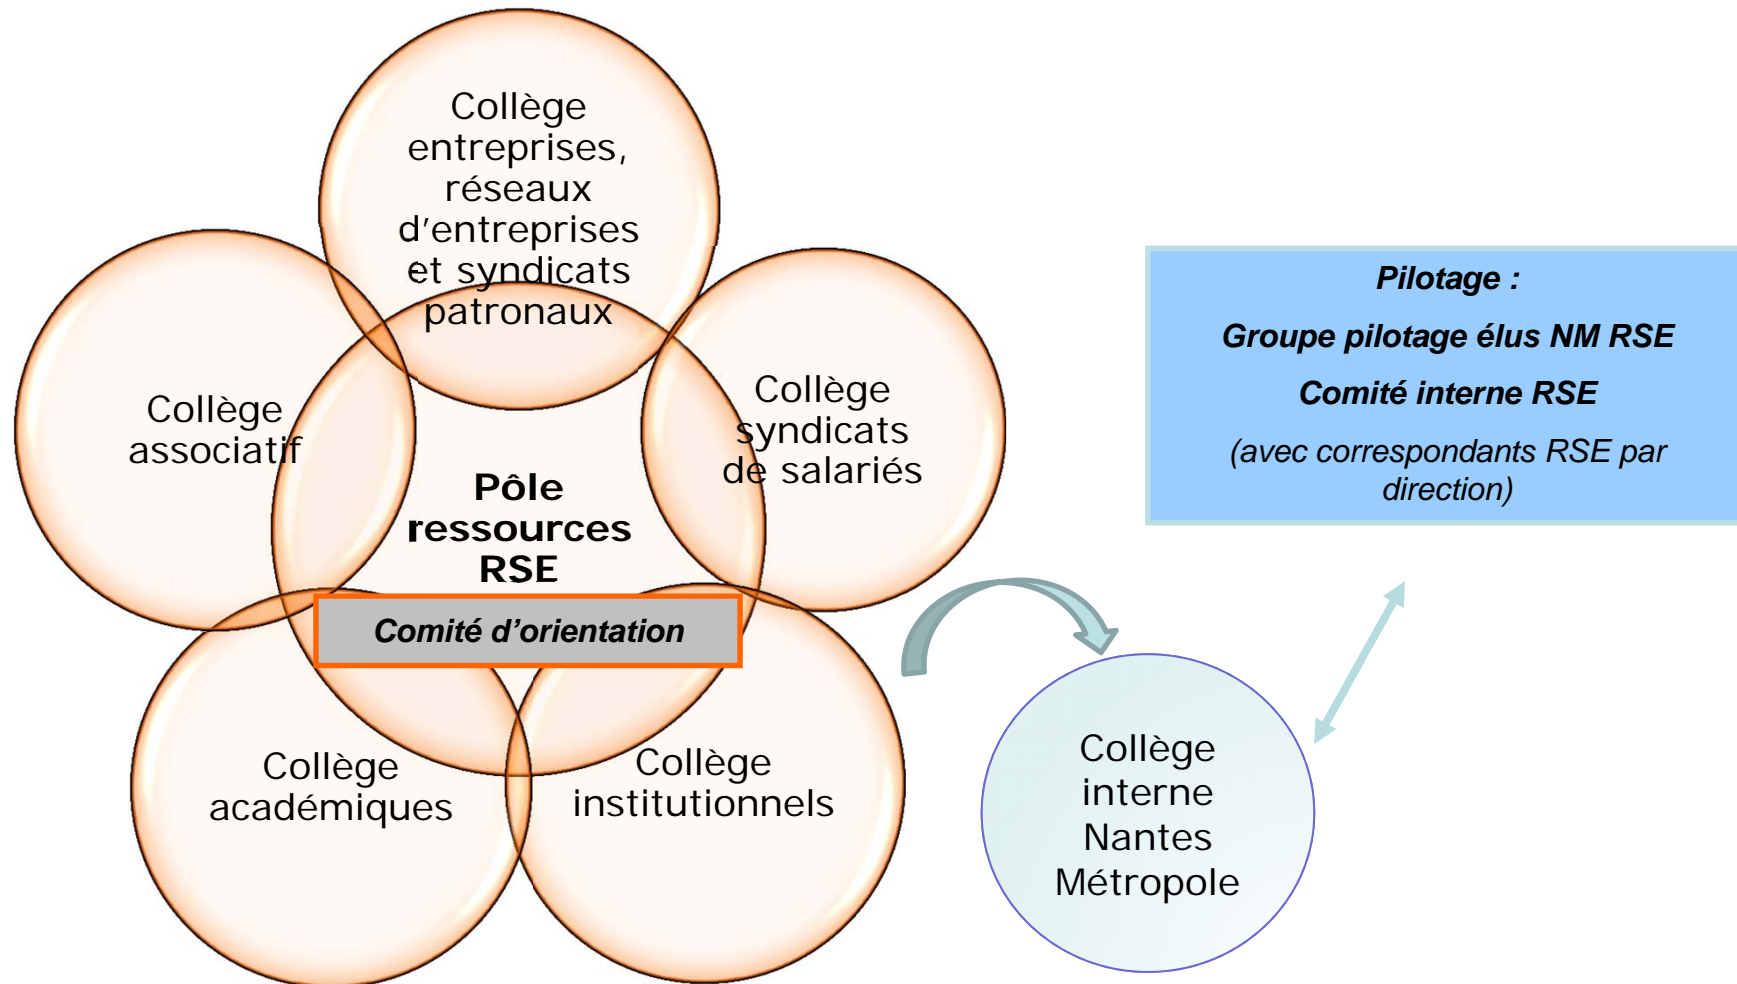 Collège
entreprises,
réseaux
d'entreprises
et syndicats
patronaux
Collège
associatif
Collège
syndicats
de salariés
Pôle
ressources
RSE
Comité d'orientation
Collège
académiques
Collège
institutionnels
Pilotage :
Groupe pilotage élus NM RSE
Comité interne RSE
(avec correspondants RSE par
direction)
Collège
interne
Nantes
Métropole